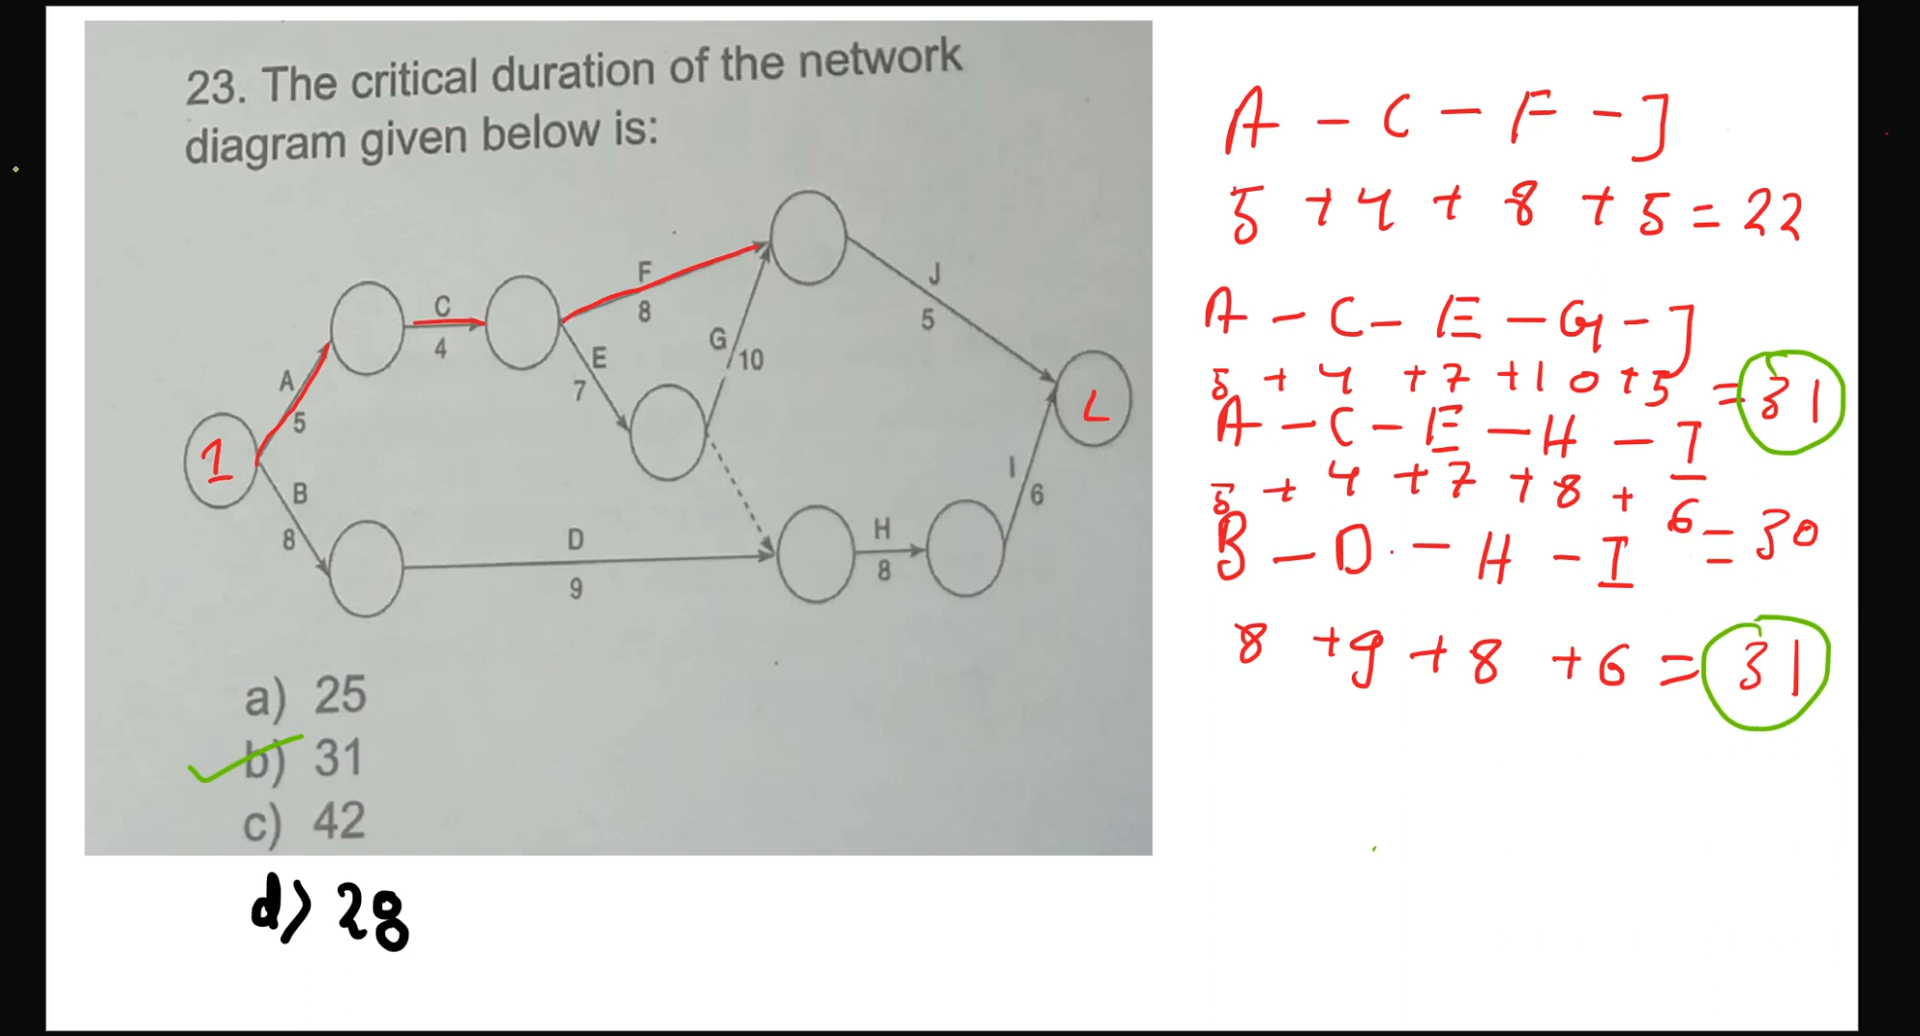 23. The critical duration of the network
diagram given below is:
A
5
C
4
F
8
E
7
G
10
J
5
1
L
B
8
D
9
H
8
I
6
a) 25
b) 31
c) 42
d) 28
A - C - F - J
5 + 4 + 8 + 5 = 22
A - C - E - G - J
5 + 4 + 7 + 10 + 5 = 31
A - C - E - H - I
5 + 4 + 7 + 8 + 6 = 30
B - D - H - I
8 + 9 + 8 + 6 = 31